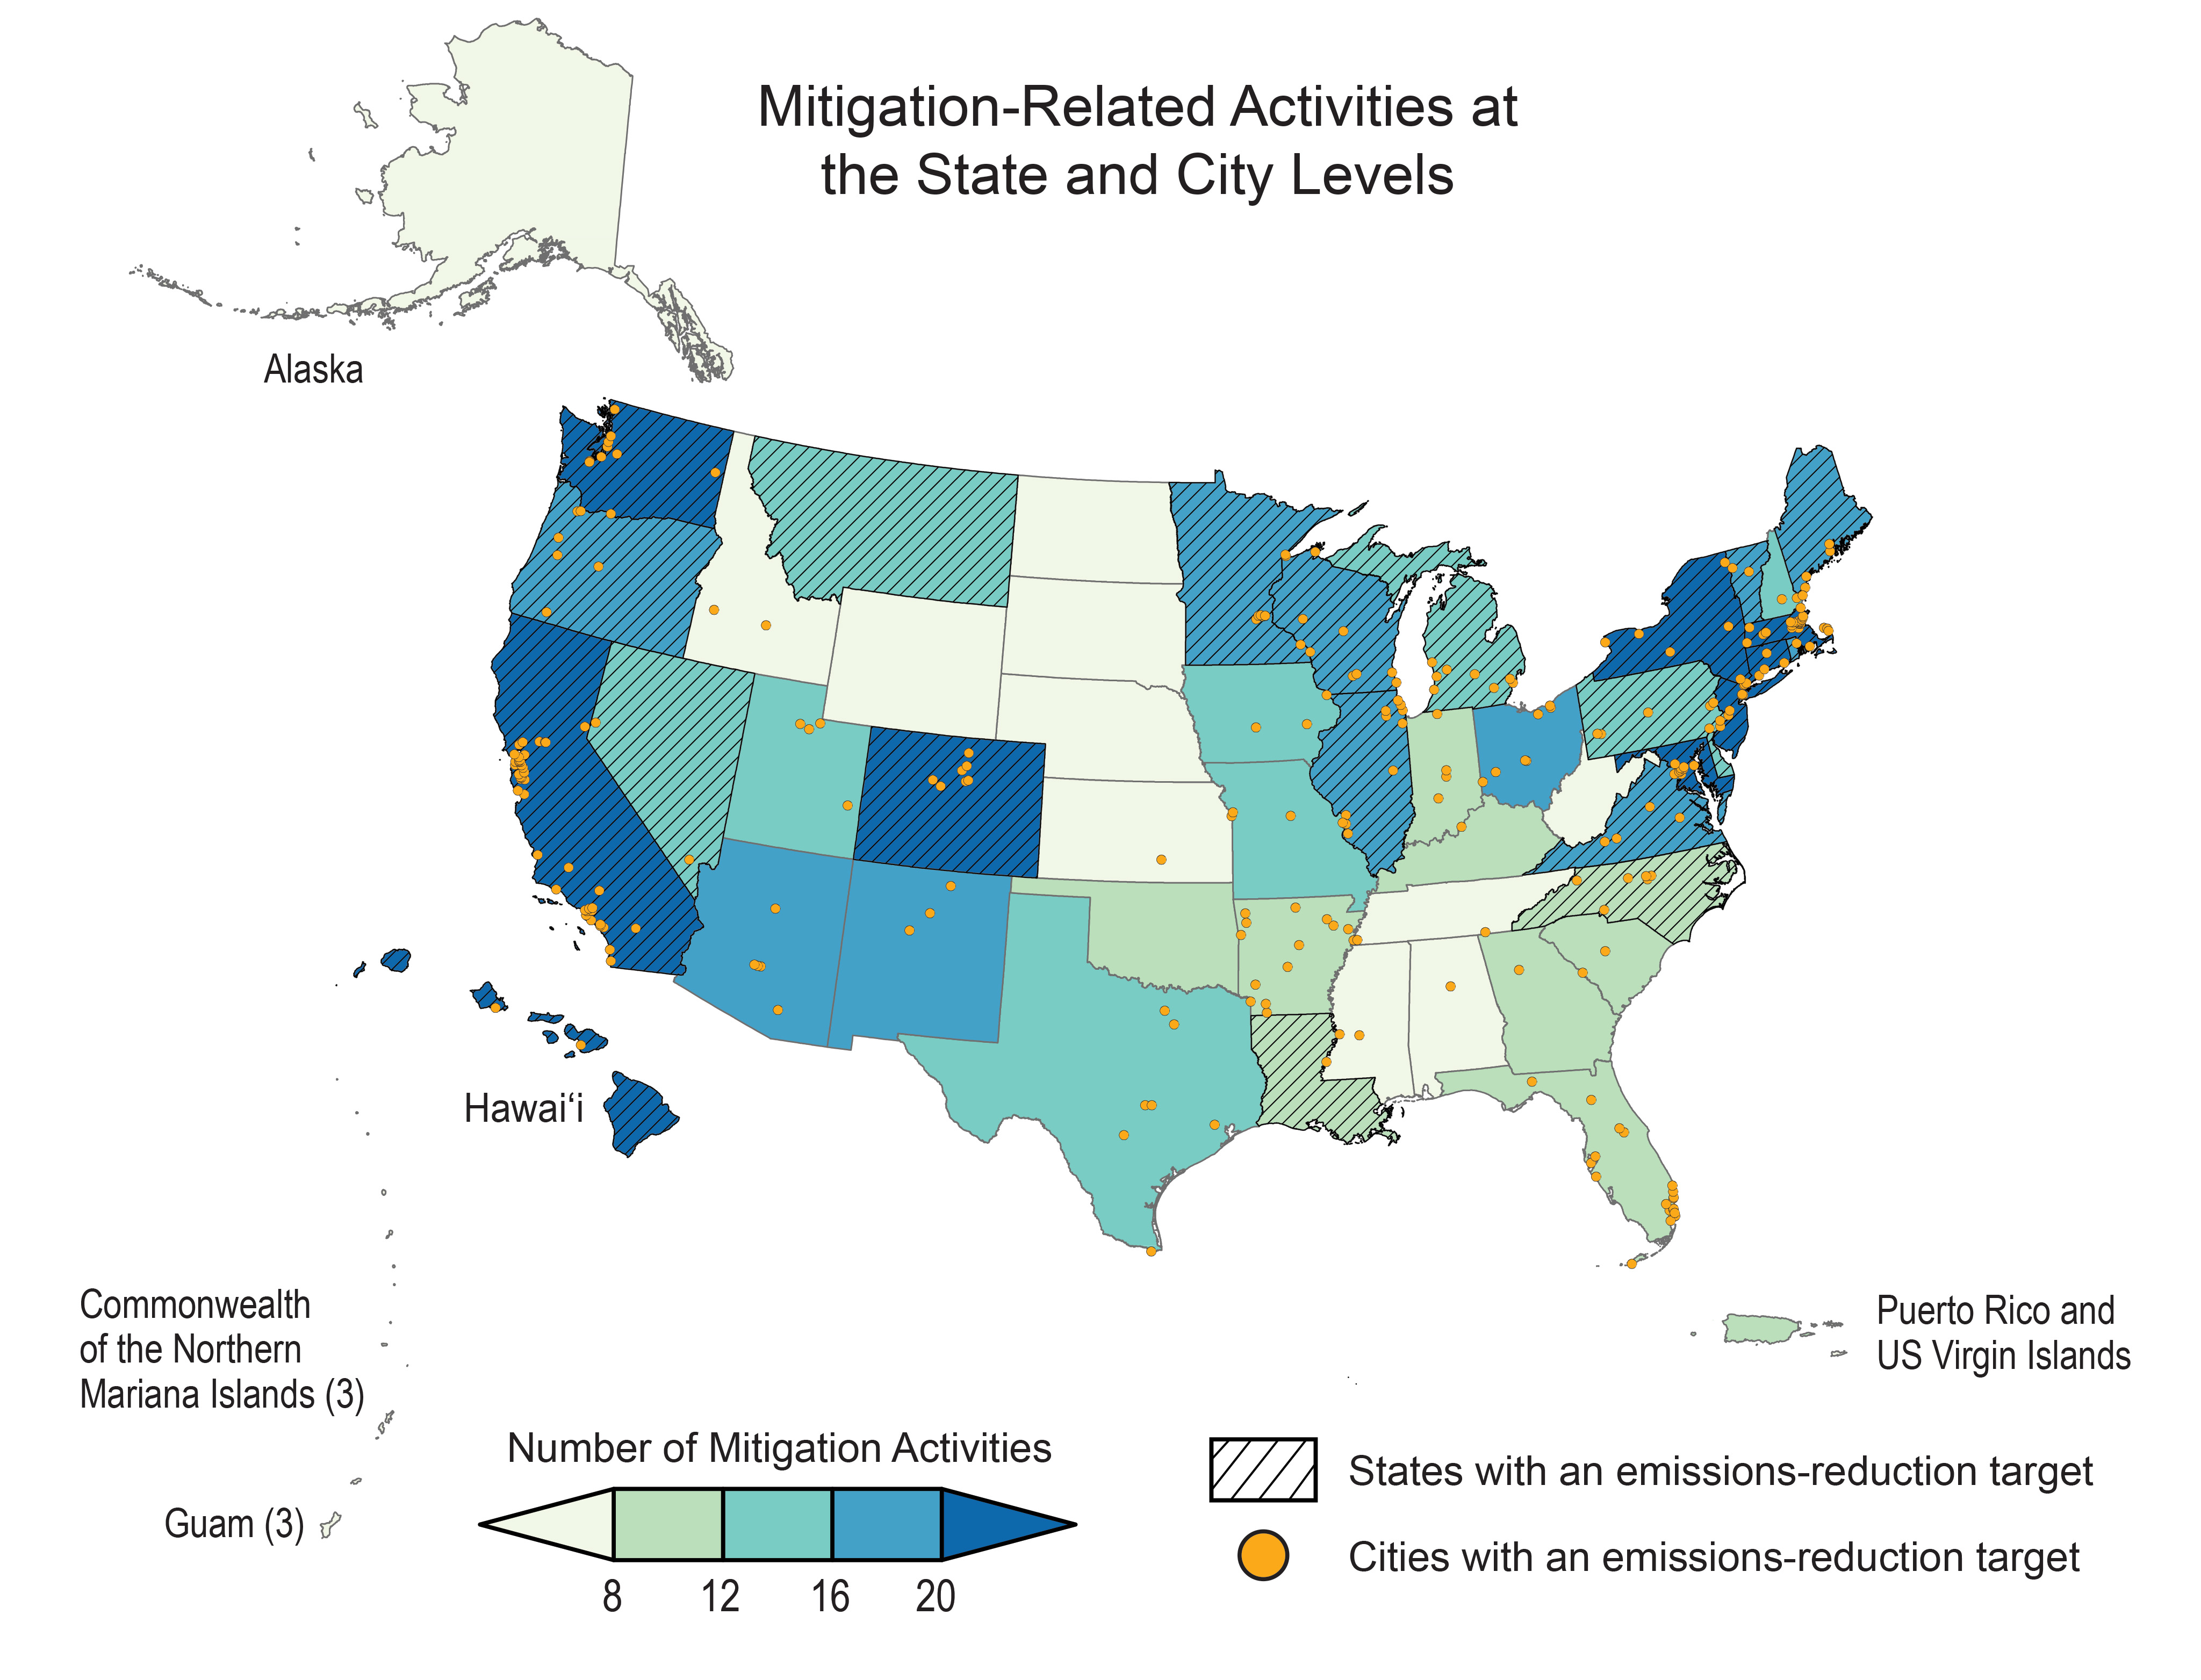 Mitigation-Related Activities at
the State and City Levels
Alaska
Hawai‘i
Commonwealth
of the Northern
Mariana Islands (3)
Guam (3)
Puerto Rico and
US Virgin Islands
Number of Mitigation Activities
8 12 16 20
States with an emissions-reduction target
Cities with an emissions-reduction target